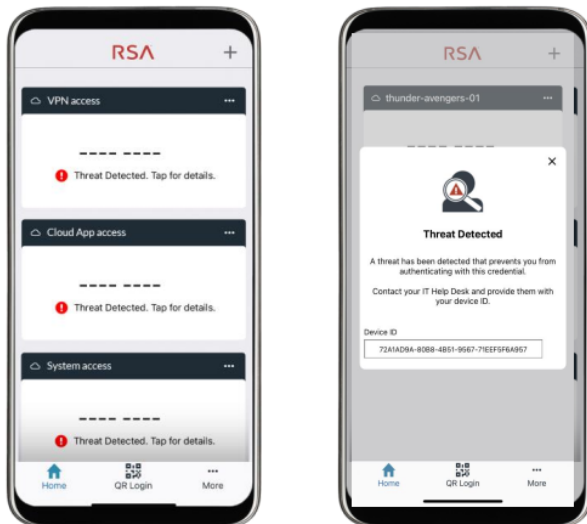 RSA
+
VPN access
...
---- ----
Threat Detected. Tap for details.
Cloud App access
...
---- ----
Threat Detected. Tap for details.
System access
...
---- ----
Threat Detected. Tap for details.
Home
QR Login
...
More
RSA
+
thunder-avengers-01
...
Threat Detected
A threat has been detected that prevents you from
authenticating with this credential.
Contact your IT Help Desk and provide them with
your device ID.
Device ID
72A1AD9A-80B8-4B51-9567-71EEF5F6A957
Home
QR Login
...
More